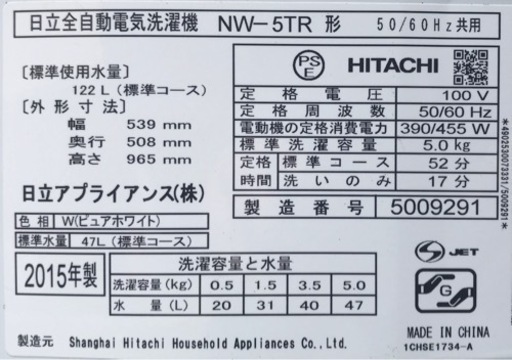 日立全自動電気洗濯機 NW-5TR 形 50/60Hz共用
〔標準使用水量〕
122 L（標準コース）
〔外形寸法〕
幅 539 mm
奥行 508 mm
高さ 965 mm
日立アプライアンス(株)
色相 W(ピュアホワイト)
標準水量 47L（標準コース）
PS
E
HITACHI
定格電圧 100 V
定格周波数 50/60 Hz
電動機の定格消費電力 390/455 W
標準洗濯容量 5.0 kg
定格時間 標準コース 52分
洗いのみ 17分
製造番号 5009291
*4902530073331/5009291*
2015年製
洗濯容量と水量
洗濯容量(kg) 0.5 1.5 3.5 5.0
水量(L) 20 31 40 47
S JET
G
MADE IN CHINA
1CHSE1734-A
製造元 Shanghai Hitachi Household Appliances Co.,Ltd.